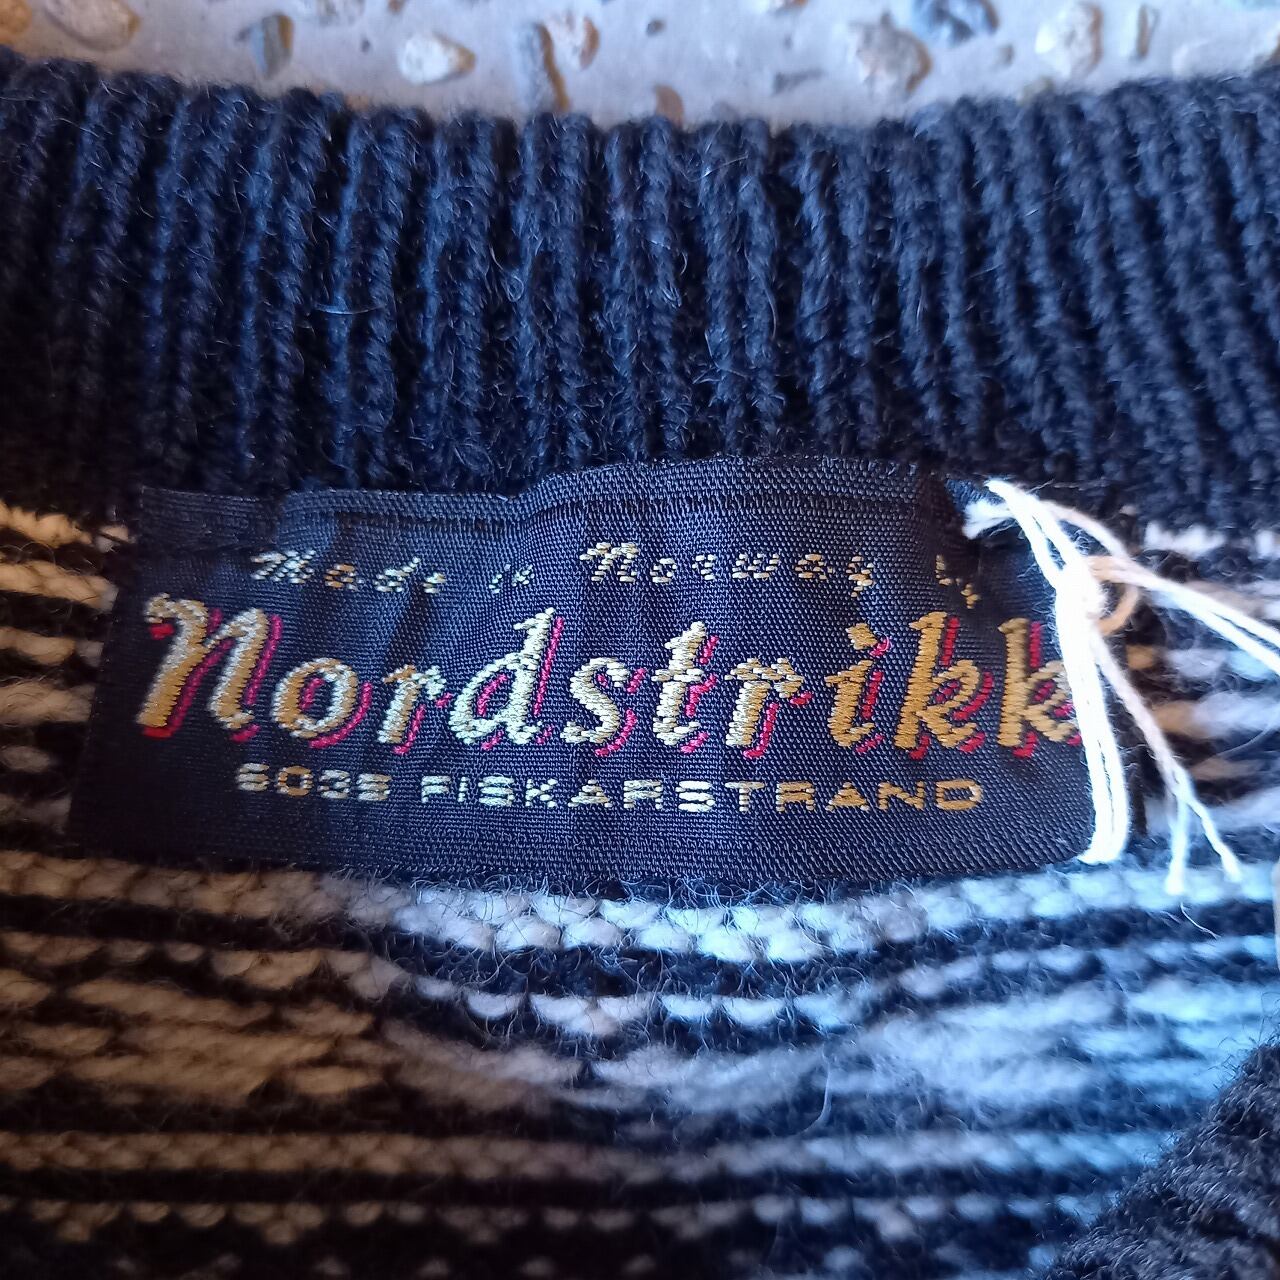 Made in Norway by
Nordstrikk
6035 FISKARSTRAND